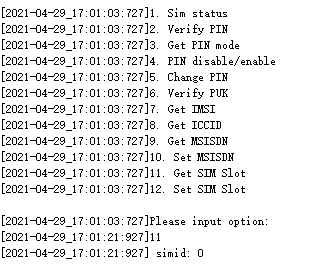 [2021-04-29_17:01:03:727]1. Sim status
[2021-04-29_17:01:03:727]2. Verify PIN
[2021-04-29_17:01:03:727]3. Get PIN mode
[2021-04-29_17:01:03:727]4. PIN disable/enable
[2021-04-29_17:01:03:727]5. Change PIN
[2021-04-29_17:01:03:727]6. Verify PUK
[2021-04-29_17:01:03:727]7. Get IMSI
[2021-04-29_17:01:03:727]8. Get ICCID
[2021-04-29_17:01:03:727]9. Get MSISDN
[2021-04-29_17:01:03:727]10. Set MSISDN
[2021-04-29_17:01:03:727]11. Get SIM Slot
[2021-04-29_17:01:03:727]12. Set SIM Slot
[2021-04-29_17:01:03:727]Please input option:
[2021-04-29_17:01:21:927]11
[2021-04-29_17:01:21:927] simid: 0